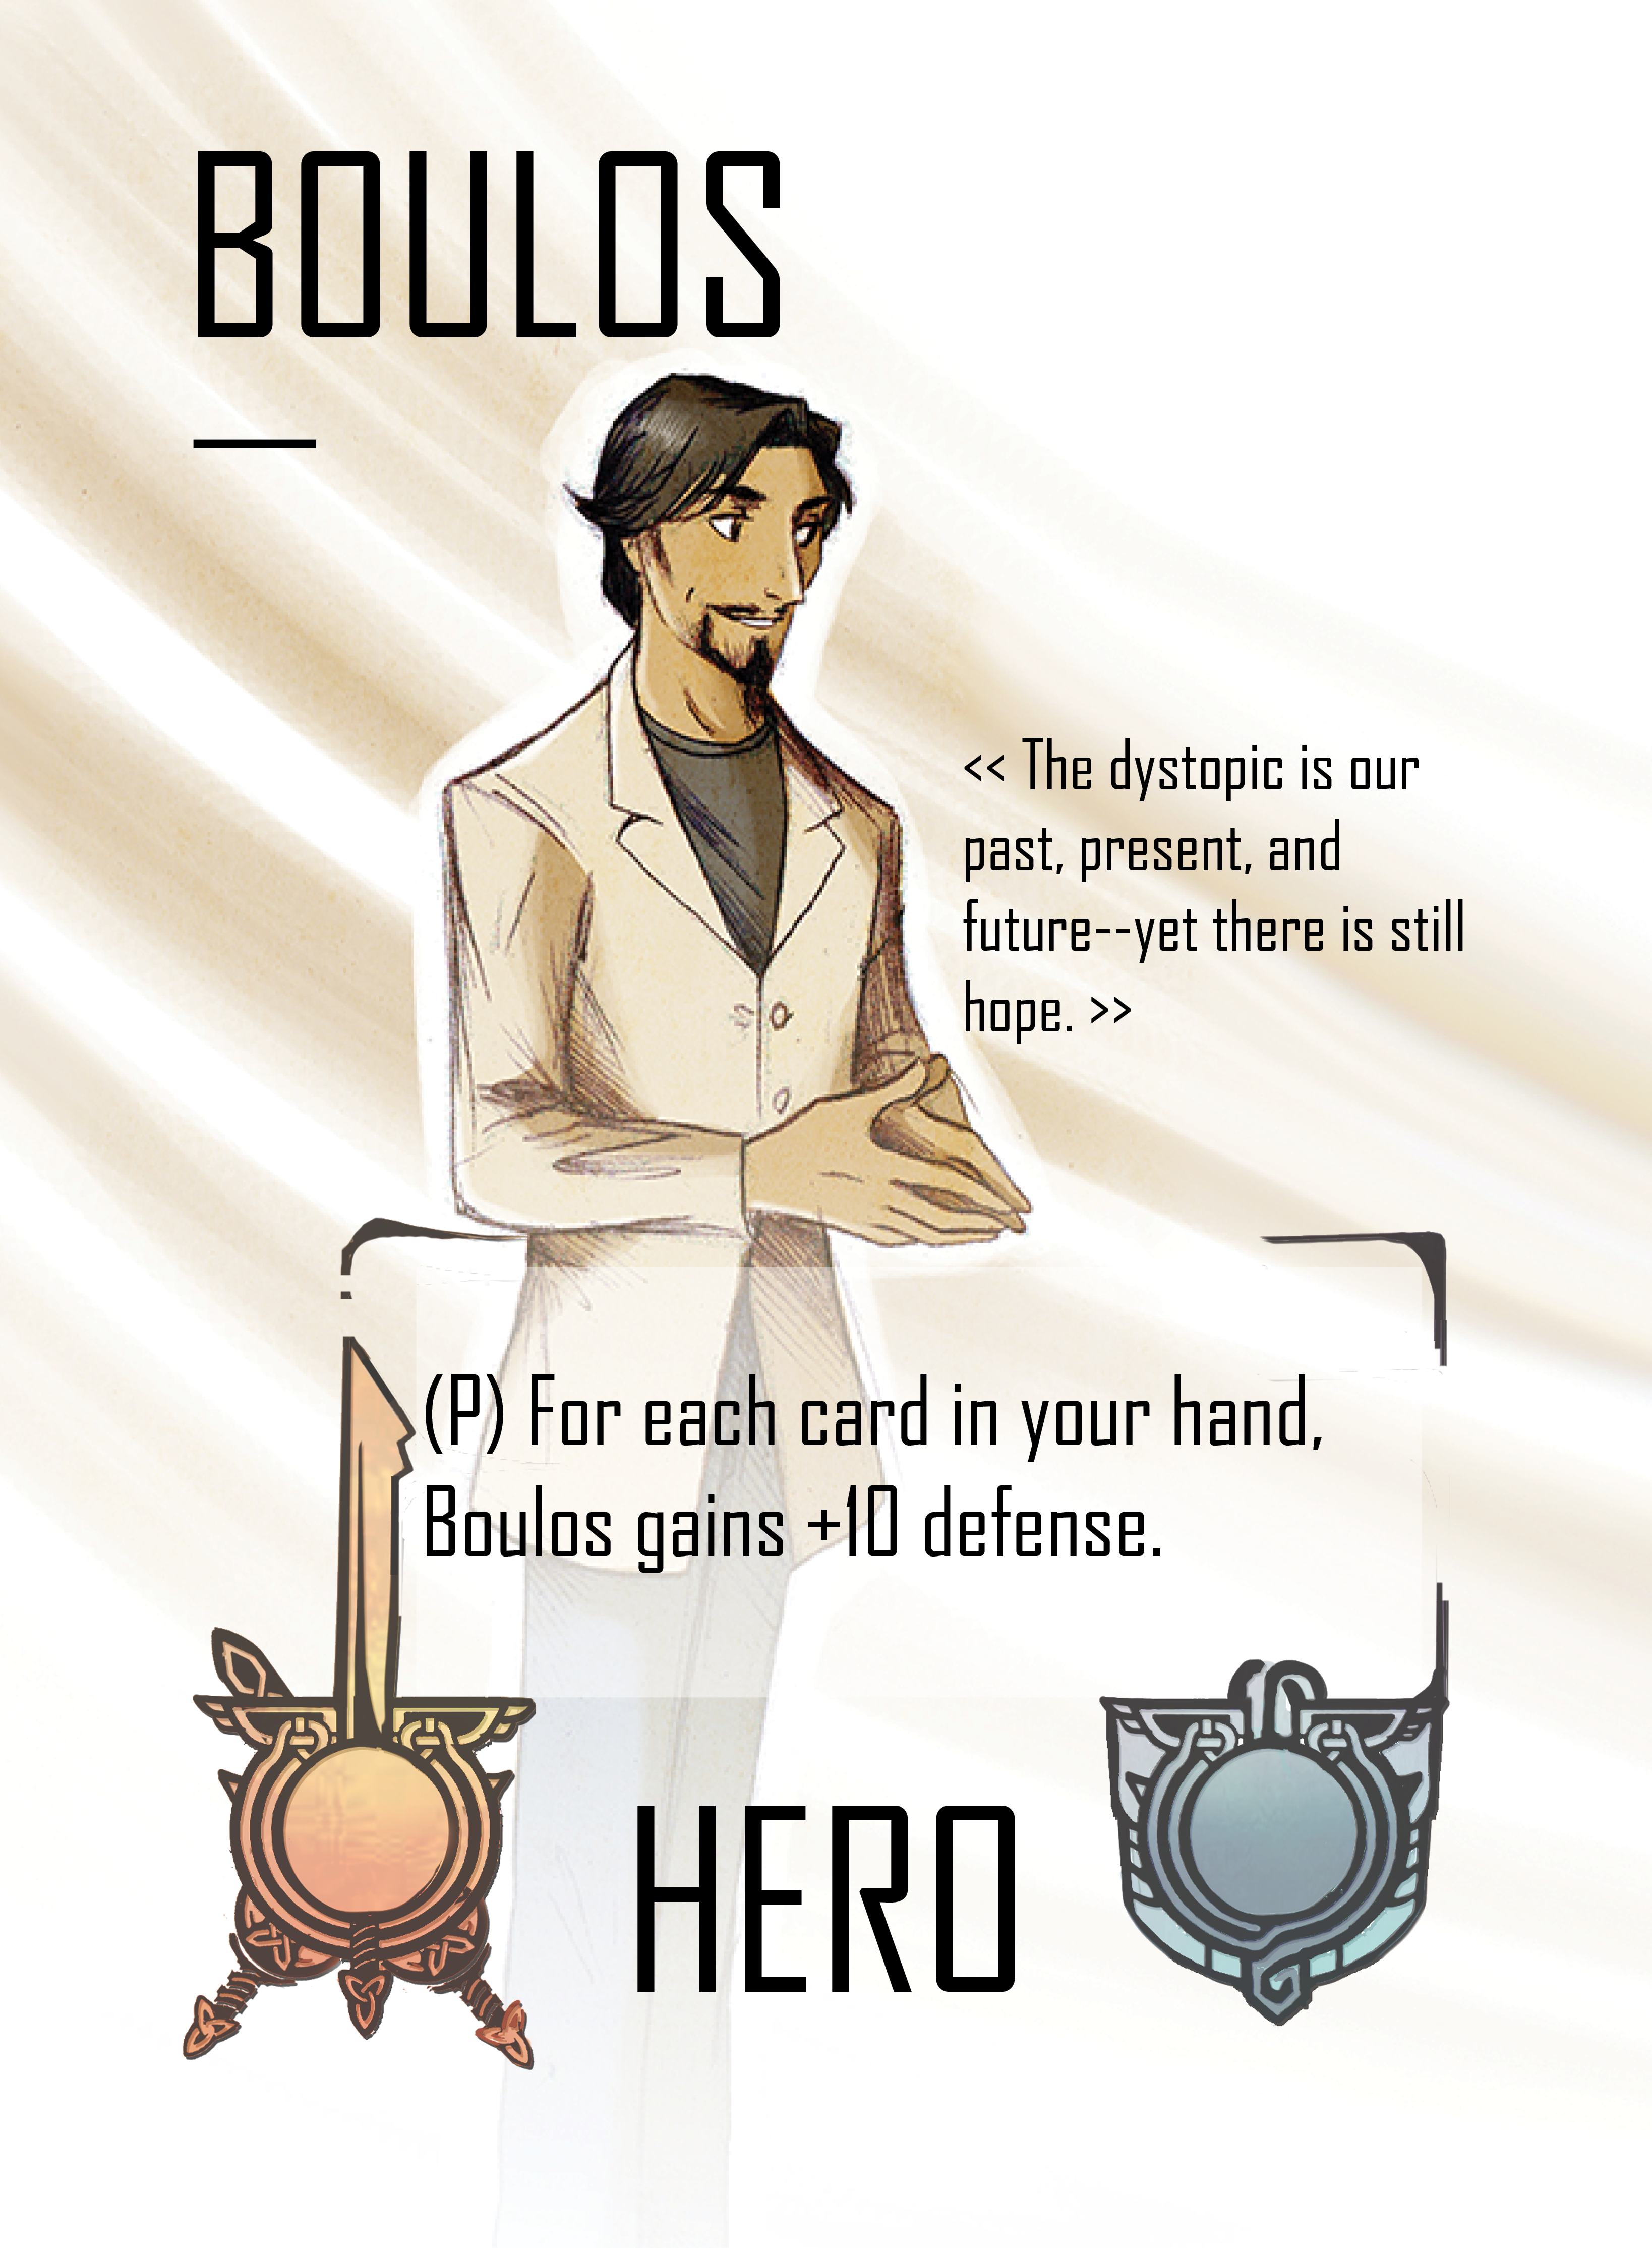 BOULOS
<< The dystopic is our
past, present, and
future--yet there is still
hope. >>
(P) For each card in your hand,
Boulos gains +10 defense.
HERO